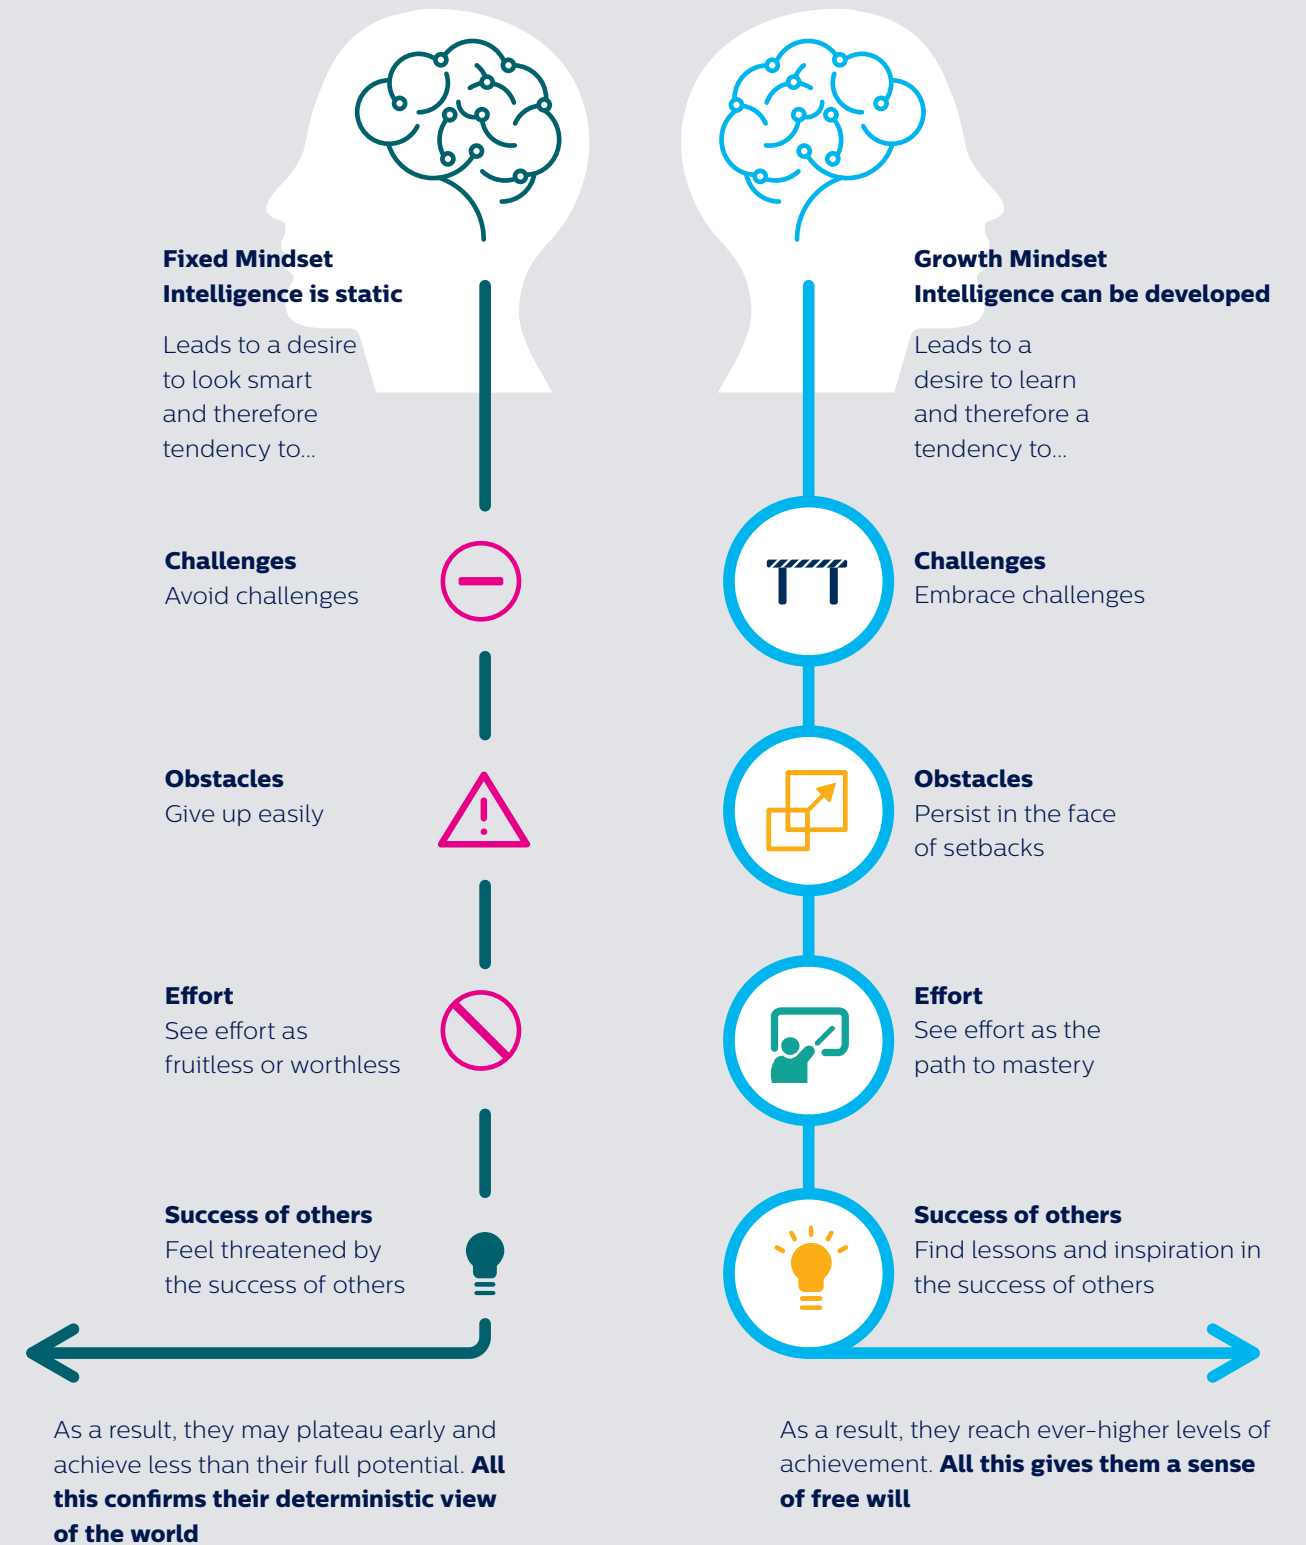 Fixed Mindset
Intelligence is static
Leads to a desire
to look smart
and therefore
tendency to...
Challenges
Avoid challenges
Obstacles
Give up easily
Effort
See effort as
fruitless or worthless
Success of others
Feel threatened by
the success of others
As a result, they may plateau early and
achieve less than their full potential. All
this confirms their deterministic view
of the world
Growth Mindset
Intelligence can be developed
Leads to a
desire to learn
and therefore a
tendency to...
Challenges
Embrace challenges
Obstacles
Persist in the face
of setbacks
Effort
See effort as the
path to mastery
Success of others
Find lessons and inspiration in
the success of others
As a result, they reach ever-higher levels of
achievement. All this gives them a sense
of free will